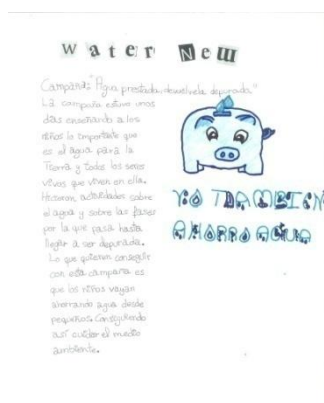 water New
Campaña: "Agua prestada, devuélvela depurada."
La campaña estuvo unos
días enseñando a los
niños lo importante que
es el agua para la
Tierra y todos los seres
vivos que viven en ella.
Hicieron actividades sobre
el agua y sobre las fases
por la que pasa hasta
llegar a ser depurada.
Lo que quieren conseguir
con esta campaña es
que los niños vayan
ahorrando agua desde
pequeños. Consiguiendo
así cuidar el medio
ambiente.
YO TAMBIÉN
AHORRO AGUA